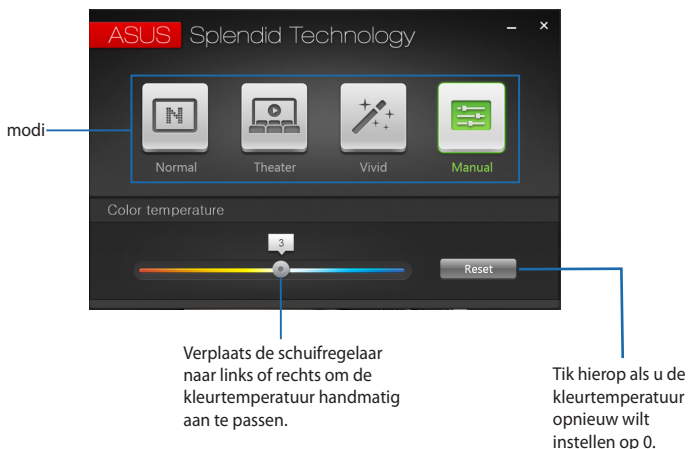 ASUS Splendid Technology
modi
Normal
Theater
Vivid
Manual
Color temperature
3
Reset
Verplaats de schuifregelaar
naar links of rechts om de
kleurtemperatuur handmatig
aan te passen.
Tik hierop als u de
kleurtemperatuur
opnieuw wilt
instellen op 0.